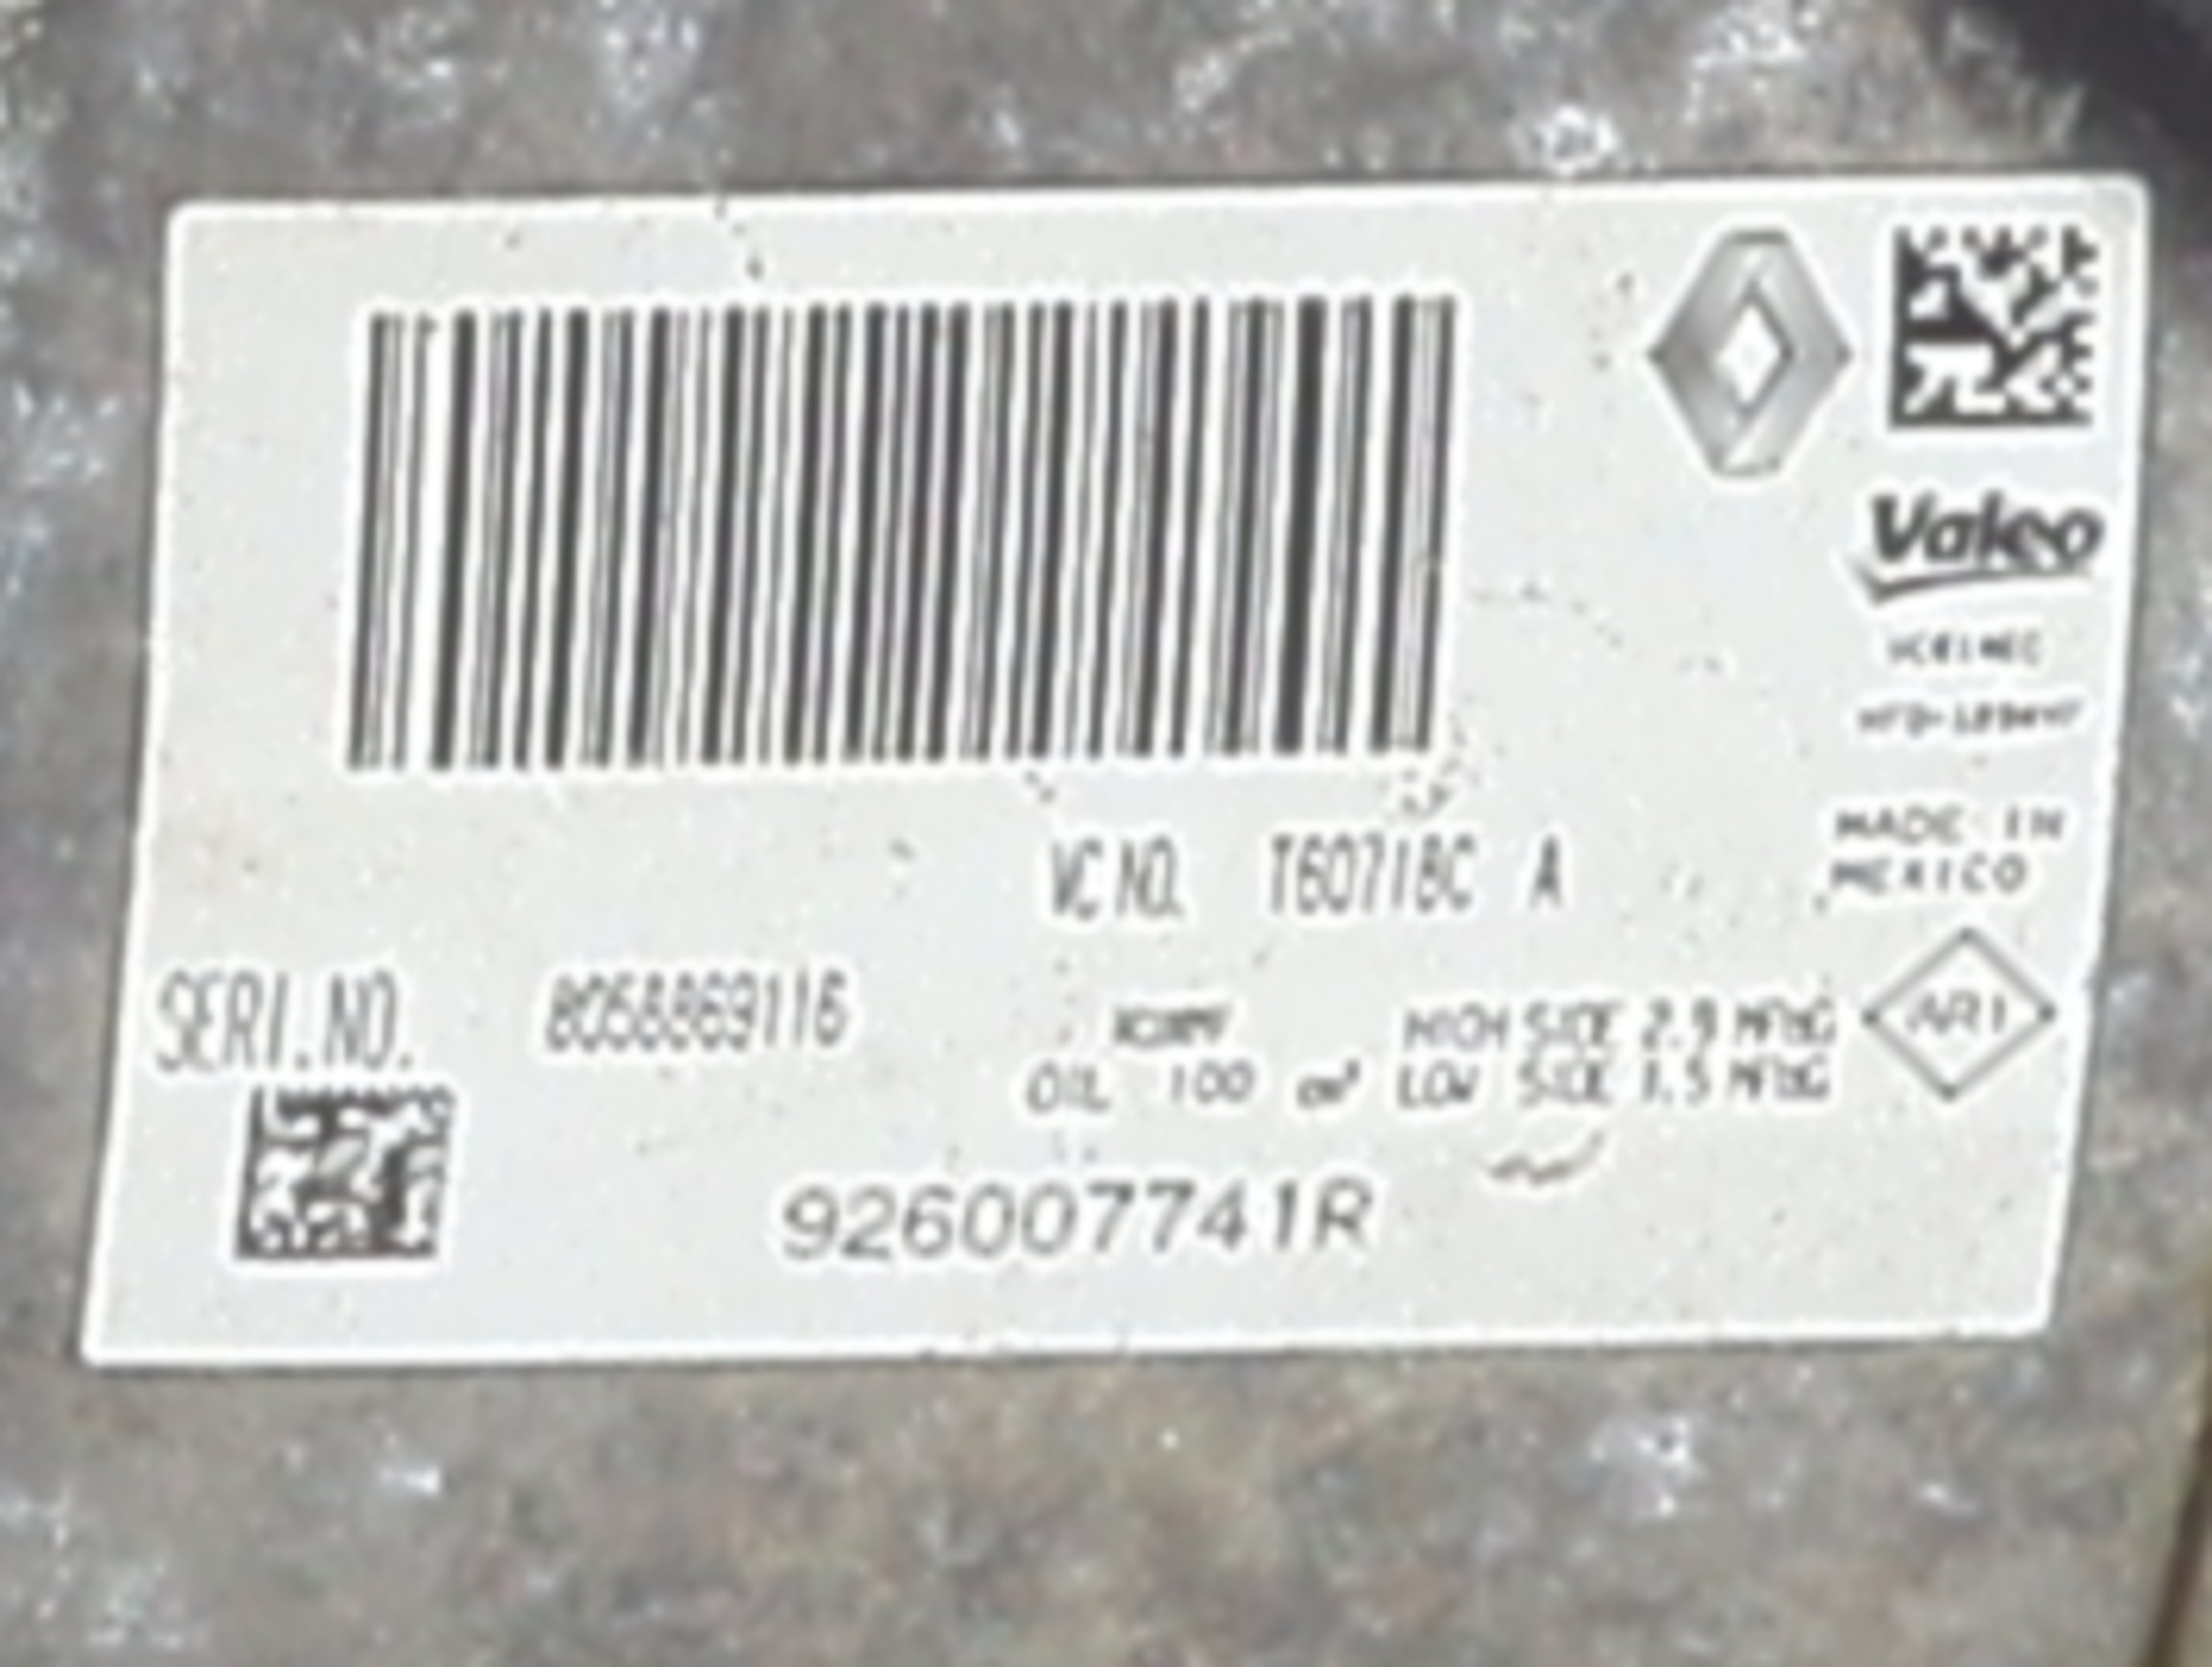 Valeo
MADE IN
MEXICO
VC NO. T60718C A
SERI.NO. 8058869116
HIGH SIDE 2.9 MPaG
OIL 100 cm³ LOW SIDE 1.5 MPaG
AR1
926007741R